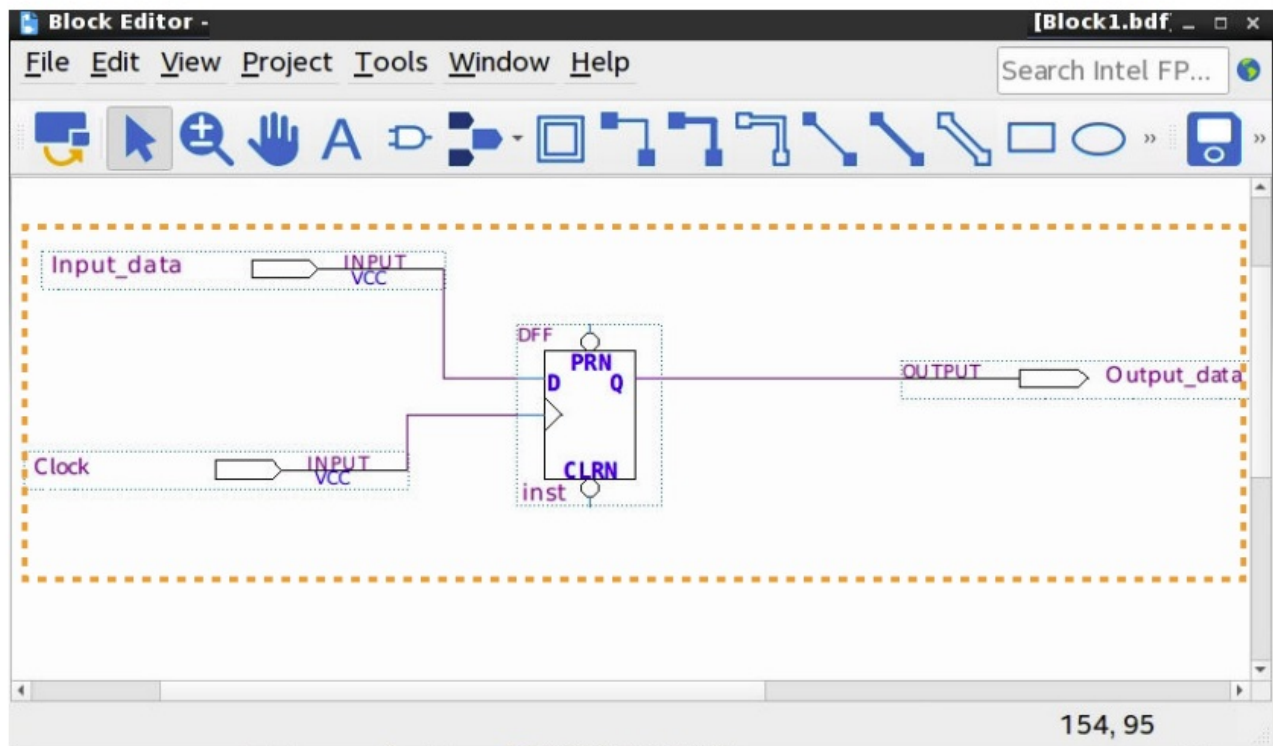 Block Editor - [Block1.bdf]
File Edit View Project Tools Window Help Search Intel FP...
A
Input_data INPUT
VCC
DFF
PRN
D Q
OUTPUT Output_data
Clock INPUT
VCC
CLRN
inst
154, 95